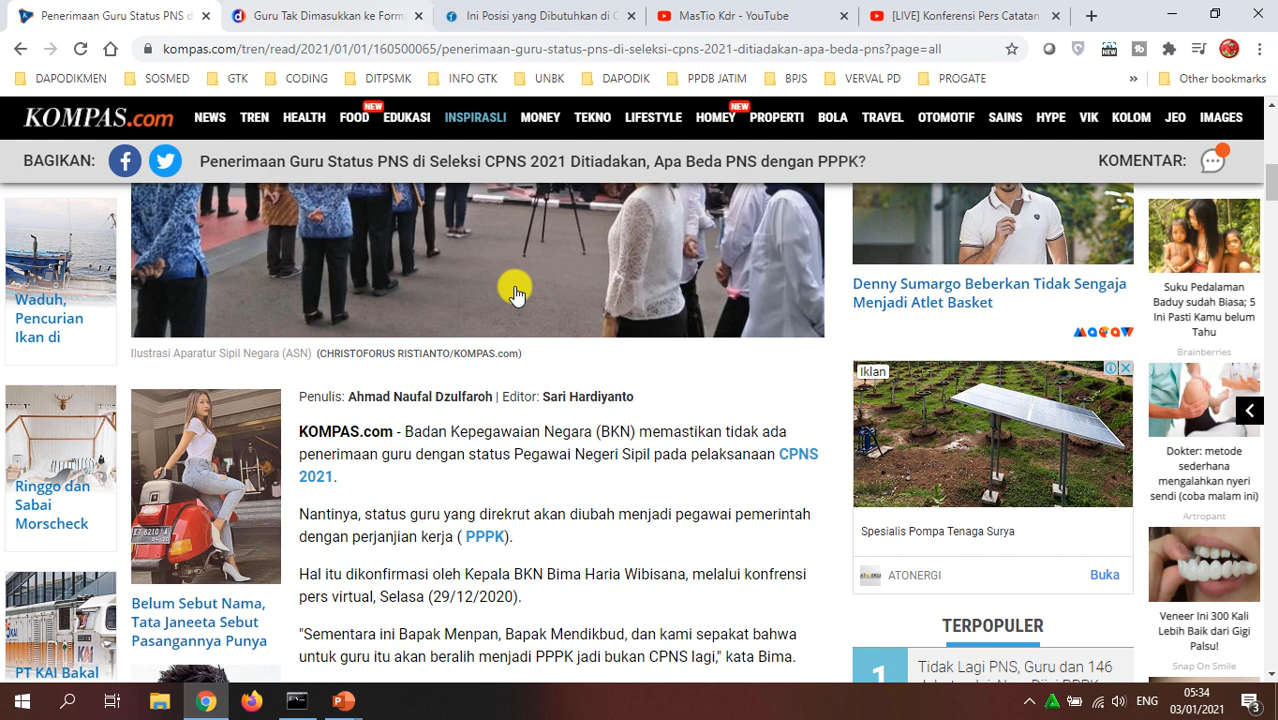 Penerimaan Guru Status PNS d
Guru Tak Dimasukkan ke Forma
Ini Posisi yang Dibutuhkan di C
MasTio Kdr - YouTube
[LIVE] Konferensi Pers Catatan
kompas.com/tren/read/2021/01/01/160500065/penerimaan-guru-status-pns-di-seleksi-cpns-2021-ditiadakan-apa-beda-pns?page=all
NEW
DAPODIKMEN
SOSMED
GTK
CODING
DITPSMK
INFO GTK
UNBK
DAPODIK
PPDB JATIM
BPJS
VERVAL PD
PROGATE
»
Other bookmarks
KOMPAS.com
NEWS
TREN
HEALTH
FOOD
NEW
EDUKASI
INSPIRASLI
MONEY
TEKNO
LIFESTYLE
HOMEY
NEW
PROPERTI
BOLA
TRAVEL
OTOMOTIF
SAINS
HYPE
VIK
KOLOM
JEO
IMAGES
BAGIKAN:
Penerimaan Guru Status PNS di Seleksi CPNS 2021 Ditiadakan, Apa Beda PNS dengan PPPK?
KOMENTAR:
Waduh,
Pencurian
Ikan di
Ringgo dan
Sabai
Morscheck
PT KAI Bakal
Ilustrasi Aparatur Sipil Negara (ASN) (CHRISTOFORUS RISTIANTO/KOMPAS.com)
Belum Sebut Nama,
Tata Janeeta Sebut
Pasangannya Punya
Penulis: Ahmad Naufal Dzulfaroh | Editor: Sari Hardiyanto
KOMPAS.com - Badan Kepegawaian Negara (BKN) memastikan tidak ada
penerimaan guru dengan status Pegawai Negeri Sipil pada pelaksanaan CPNS
2021.
Nantinya, status guru yang direkrut akan diubah menjadi pegawai pemerintah
dengan perjanjian kerja ( PPPK).
Hal itu dikonfirmasi oleh Kepala BKN Bima Haria Wibisana, melalui konfrensi
pers virtual, Selasa (29/12/2020).
"Sementara ini Bapak Menpan, Bapak Mendikbud, dan kami sepakat bahwa
untuk guru itu akan beralih menjadi PPPK jadi bukan CPNS lagi," kata Bima.
Denny Sumargo Beberkan Tidak Sengaja
Menjadi Atlet Basket
Iklan
Spesialis Pompa Tenaga Surya
ATONERGI
Buka
TERPOPULER
1
Tidak Lagi PNS, Guru dan 146
Suku Pedalaman
Baduy sudah Biasa; 5
Ini Pasti Kamu belum
Tahu
Brainberries
Dokter: metode
sederhana
mengalahkan nyeri
sendi (coba malam ini)
Artropant
Veneer Ini 300 Kali
Lebih Baik dari Gigi
Palsu!
Snap On Smile
ENG
05:34
03/01/2021
3